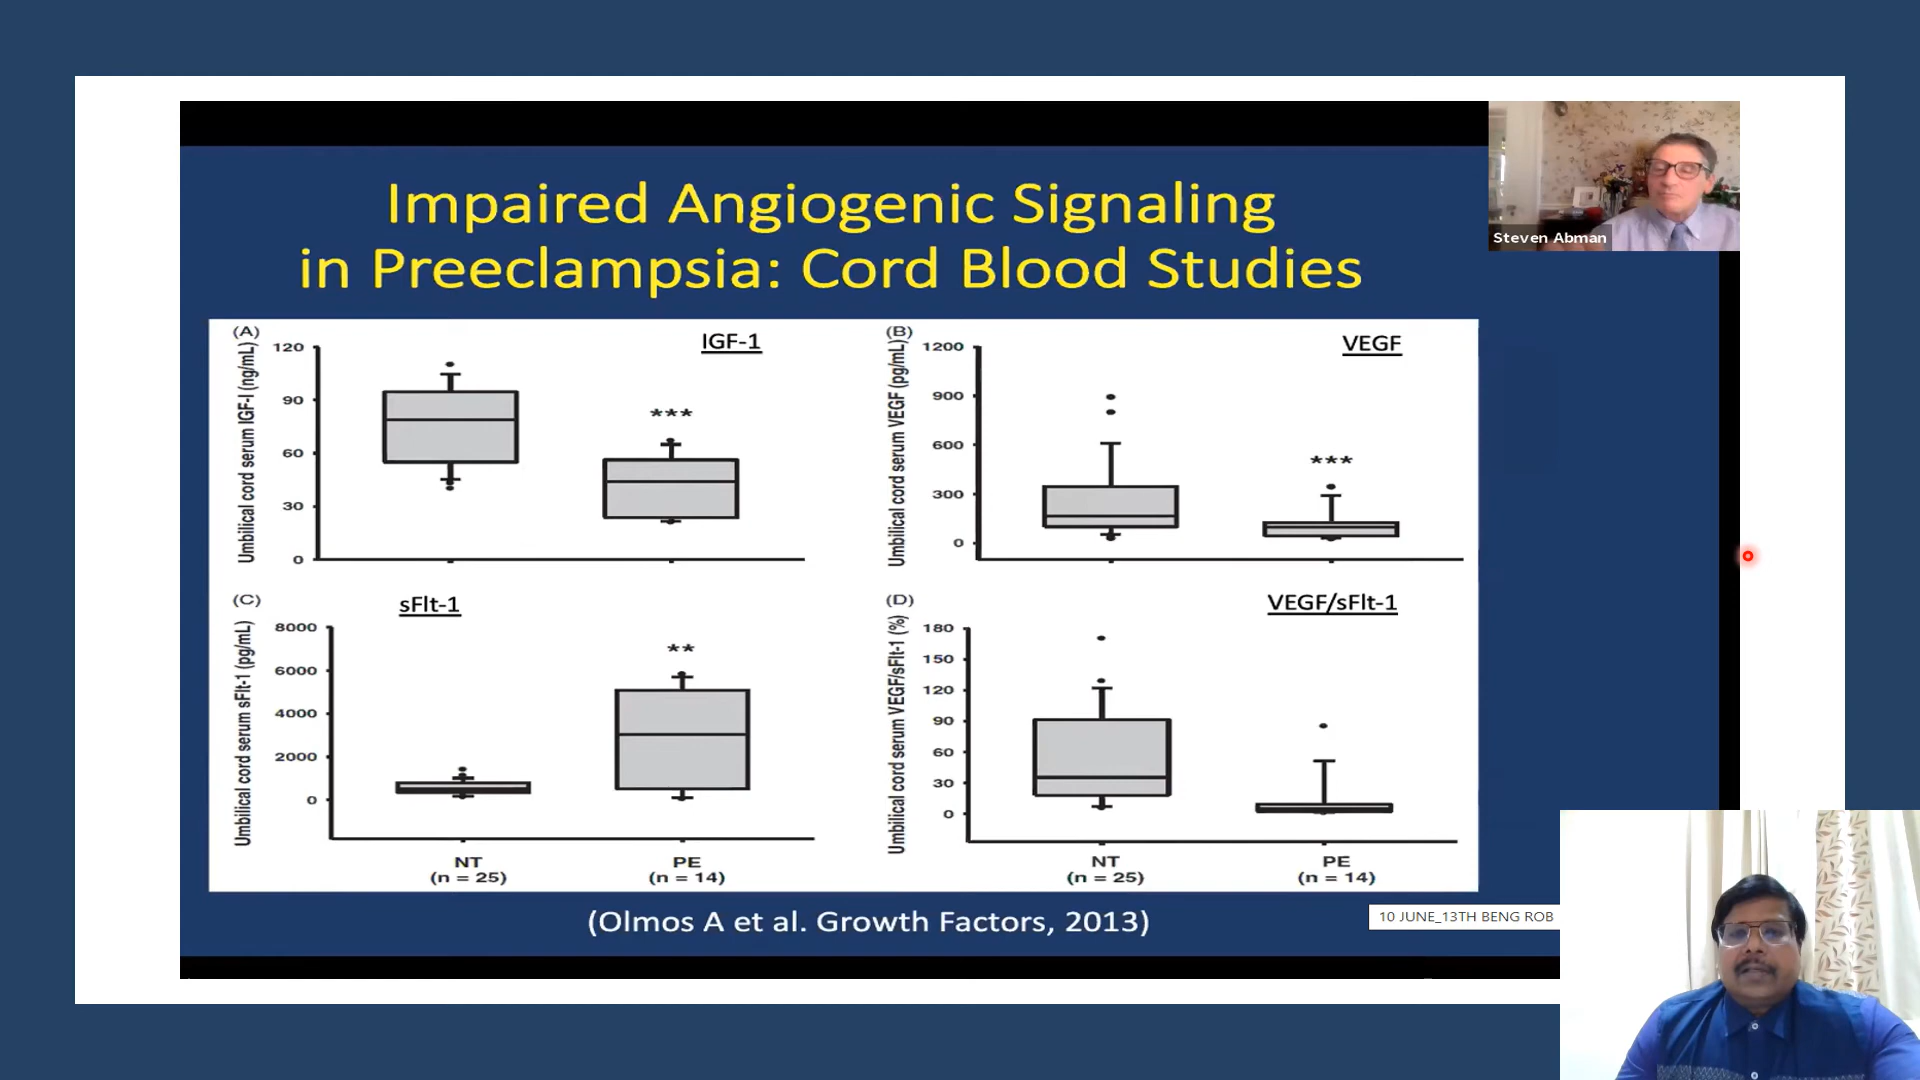 Steven Abman
Impaired Angiogenic Signaling
in Preeclampsia: Cord Blood Studies
(A)
IGF-1
Umbilical cord serum IGF-I (ng/mL)
120
90
60
30
0
***
(B)
VEGF
Umbilical cord serum VEGF (pg/mL)
1200
900
600
300
0
***
(C)
sFlt-1
Umbilical cord serum sFlt-1 (pg/mL)
8000
6000
4000
2000
0
**
NT
(n = 25)
PE
(n = 14)
(D)
VEGF/sFlt-1
Umbilical cord serum VEGF/sFlt-1 (%)
180
150
120
90
60
30
0
NT
(n = 25)
PE
(n = 14)
(Olmos A et al. Growth Factors, 2013)
10 JUNE_13TH BENG ROB